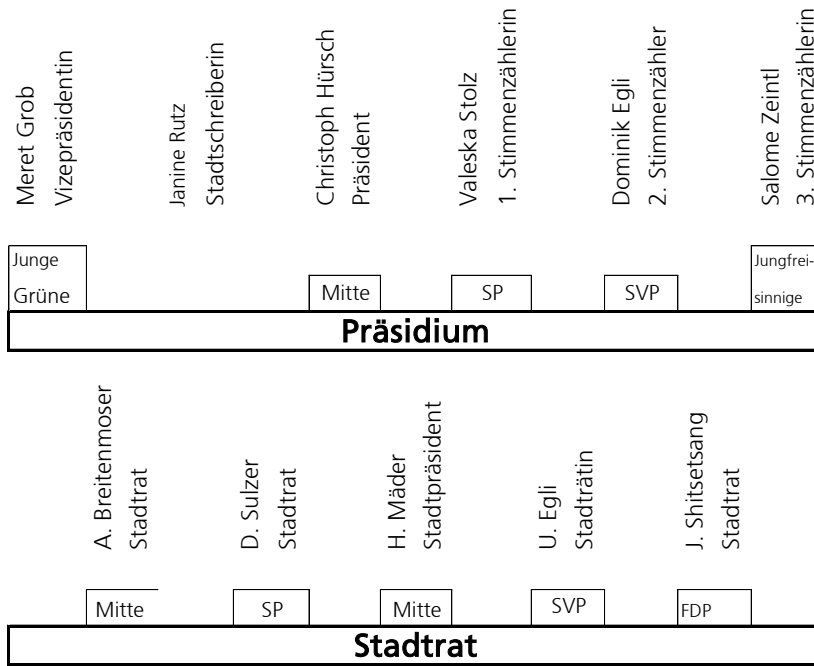 Meret Grob
Vizepräsidentin
Janine Rutz
Stadtschreiberin
Christoph Hürsch
Präsident
Valeska Stolz
1. Stimmenzählerin
Dominik Egli
2. Stimmenzähler
Salome Zeintl
3. Stimmenzählerin
Junge
Grüne
Mitte
SP
SVP
Jungfrei-
sinnige
Präsidium
A. Breitenmoser
Stadtrat
D. Sulzer
Stadtrat
H. Mäder
Stadtpräsident
U. Egli
Stadträtin
J. Shitsetsang
Stadtrat
Mitte
SP
Mitte
SVP
FDP
Stadtrat